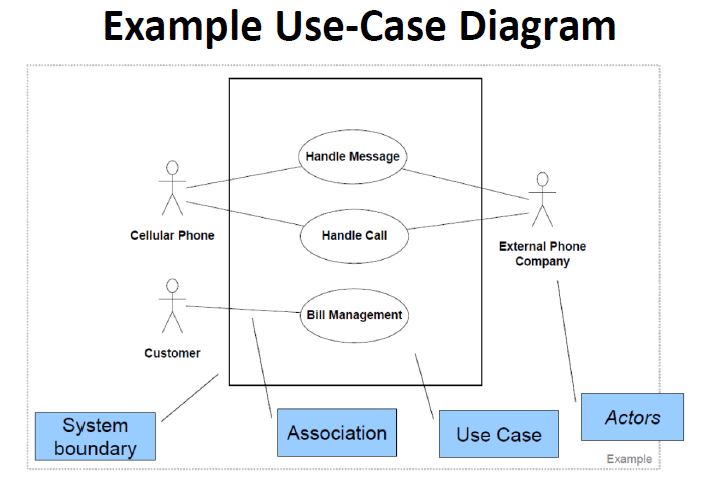 Example Use-Case Diagram
Handle Message
Cellular Phone
Handle Call
External Phone
Company
Bill Management
Customer
System
boundary
Association
Use Case
Actors
Example